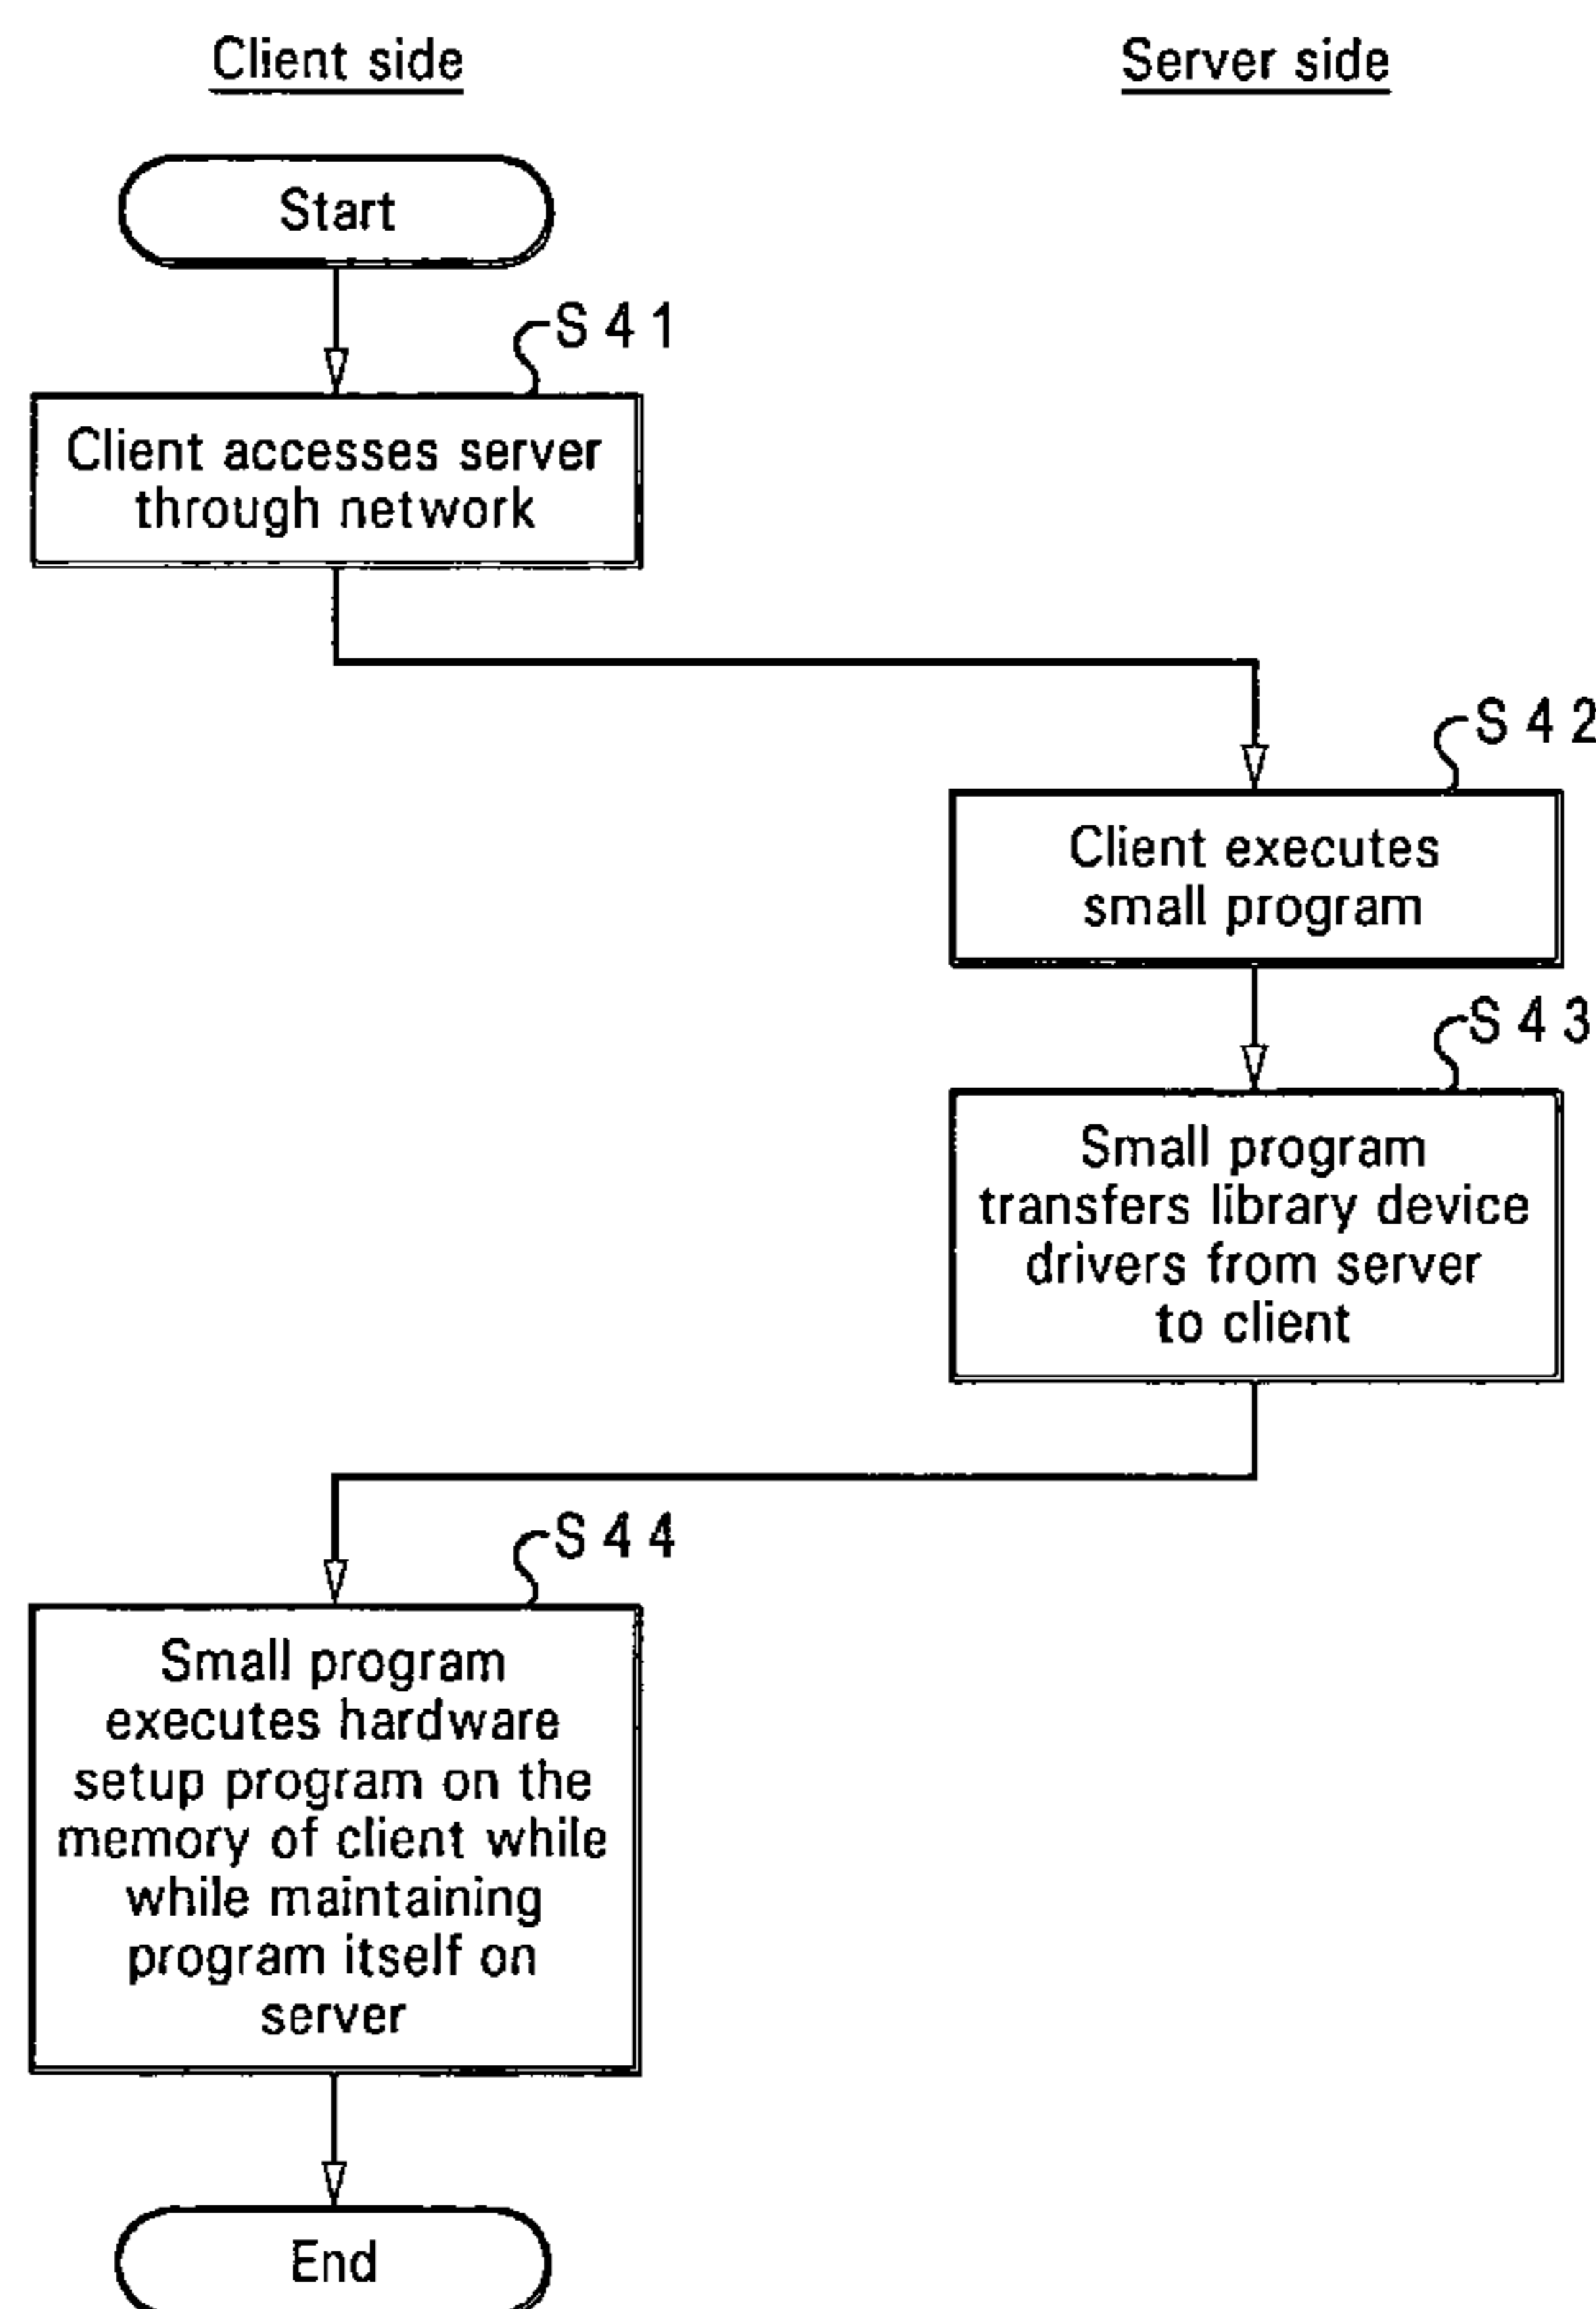 Client side
Server side
Start
S41
Client accesses server
through network
S42
Client executes
small program
S43
Small program
transfers library device
drivers from server
to client
S44
Small program
executes hardware
setup program on the
memory of client while
while maintaining
program itself on
server
End